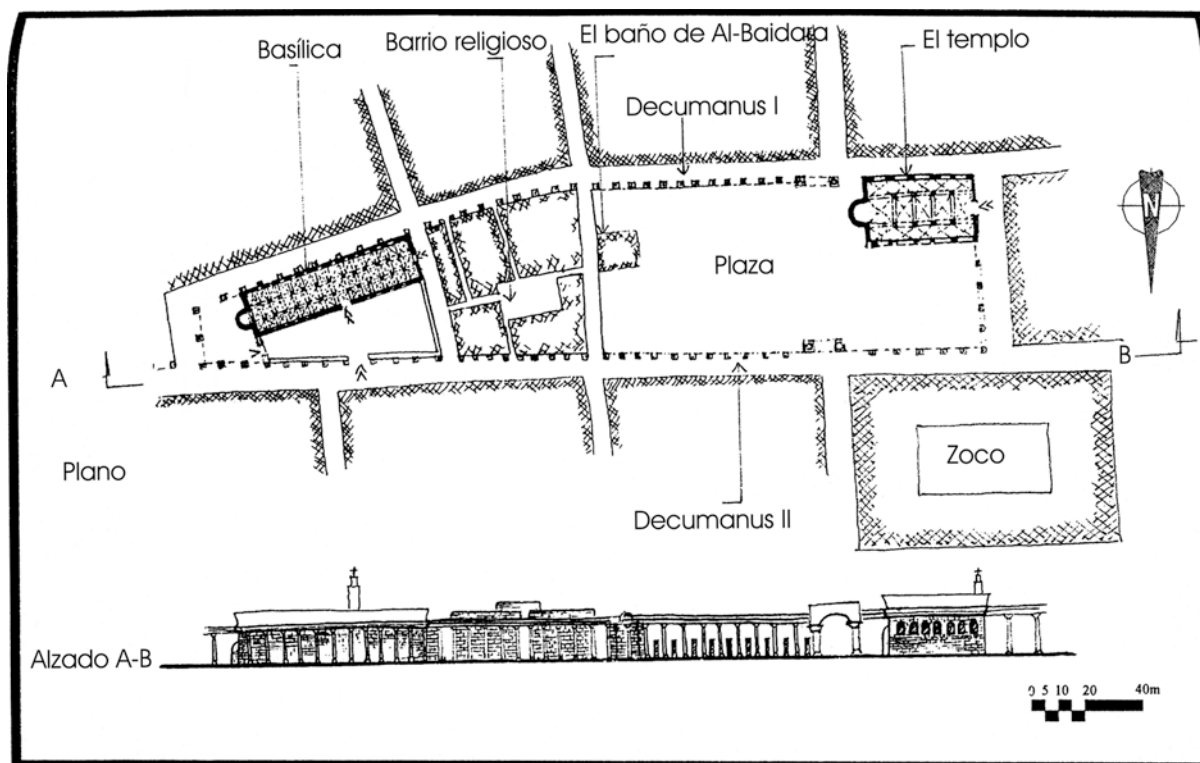 Basílica
Barrio religioso
El baño de Al-Baidara
El templo
Decumanus I
N
Plaza
A
B
Zoco
Plano
Decumanus II
Alzado A-B
0 5 10 20 40m